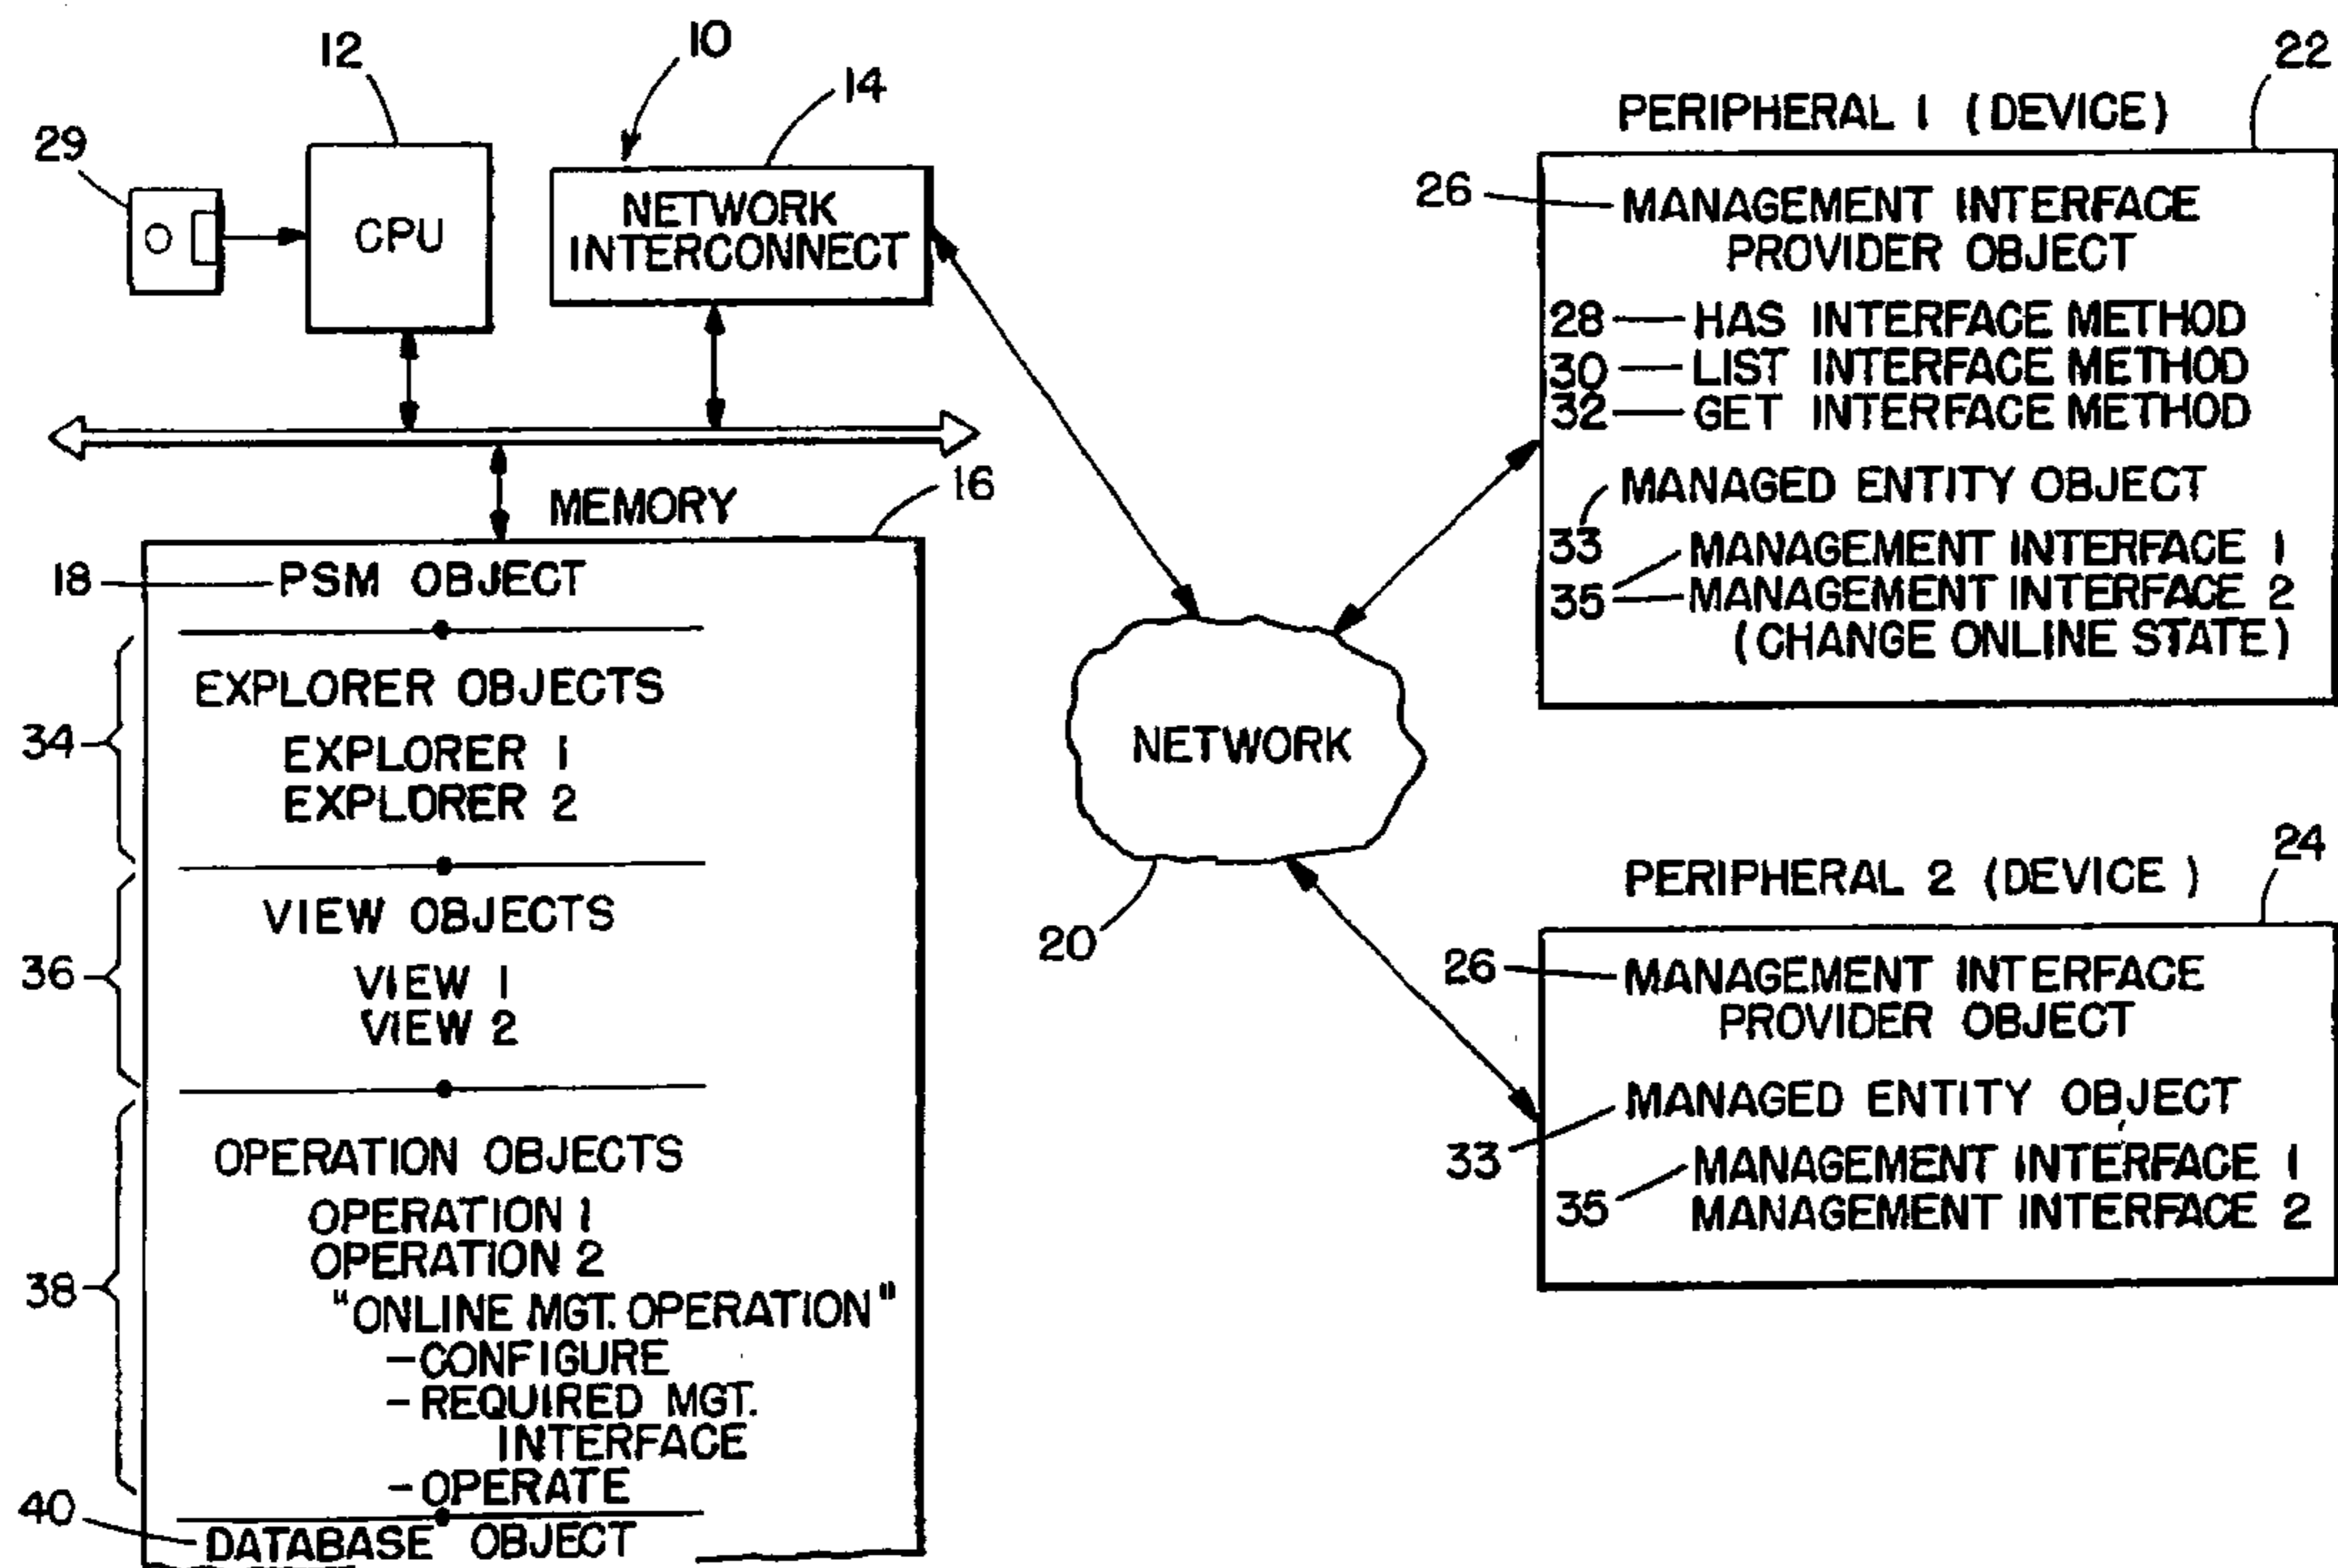 12
10
14
29
CPU
NETWORK
INTERCONNECT
MEMORY
16
18
PSM OBJECT
34
EXPLORER OBJECTS
EXPLORER 1
EXPLORER 2
36
VIEW OBJECTS
VIEW 1
VIEW 2
38
OPERATION OBJECTS
OPERATION 1
OPERATION 2
"ONLINE MGT. OPERATION"
-CONFIGURE
-REQUIRED MGT.
INTERFACE
-OPERATE
40
DATABASE OBJECT
NETWORK
20
22
PERIPHERAL 1 (DEVICE)
26
MANAGEMENT INTERFACE
PROVIDER OBJECT
28 HAS INTERFACE METHOD
30 LIST INTERFACE METHOD
32 GET INTERFACE METHOD
MANAGED ENTITY OBJECT
33
MANAGEMENT INTERFACE 1
35 MANAGEMENT INTERFACE 2
(CHANGE ONLINE STATE)
24
PERIPHERAL 2 (DEVICE )
26
MANAGEMENT INTERFACE
PROVIDER OBJECT
MANAGED ENTITY OBJECT
33
MANAGEMENT INTERFACE 1
35
MANAGEMENT INTERFACE 2